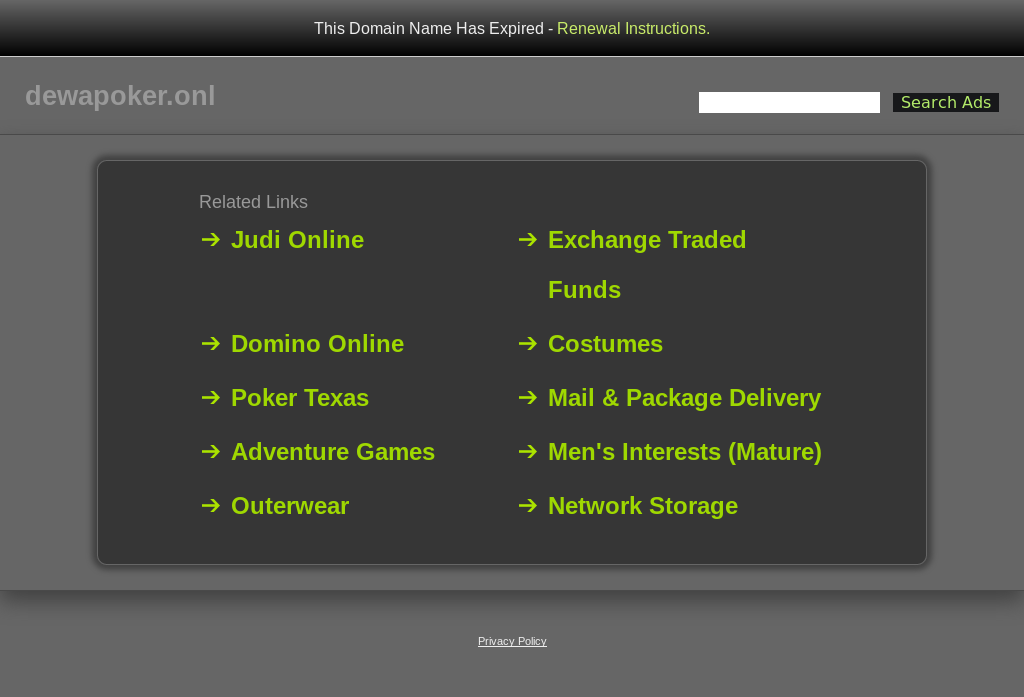 This Domain Name Has Expired - Renewal Instructions.
dewapoker.onl
Search Ads
Related Links
➔ Judi Online
➔ Exchange Traded
Funds
➔ Domino Online
➔ Costumes
➔ Poker Texas
➔ Mail & Package Delivery
➔ Adventure Games
➔ Men's Interests (Mature)
➔ Outerwear
➔ Network Storage
Privacy Policy